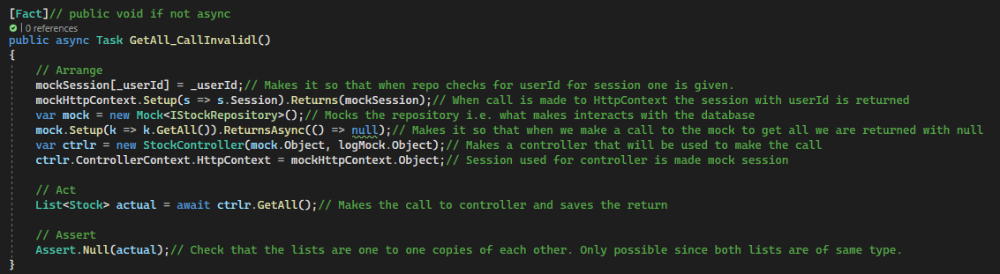 [Fact]// public void if not async
| 0 references
public async Task GetAll_CallInvalidl()
{
    // Arrange
    mockSession[_userId] = _userId;// Makes it so that when repo checks for userId for session one is given.
    mockHttpContext.Setup(s => s.Session).Returns(mockSession);// When call is made to HttpContext the session with userId is returned
    var mock = new Mock<IStockRepository>();// Mocks the repository i.e. what makes interacts with the database
    mock.Setup(k => k.GetAll()).ReturnsAsync(() => null);// Makes it so that when we make a call to the mock to get all we are returned with null
    var ctrlr = new StockController(mock.Object, logMock.Object);// Makes a controller that will be used to make the call
    ctrlr.ControllerContext.HttpContext = mockHttpContext.Object;// Session used for controller is made mock session

    // Act
    List<Stock> actual = await ctrlr.GetAll();// Makes the call to controller and saves the return

    // Assert
    Assert.Null(actual);// Check that the lists are one to one copies of each other. Only possible since both lists are of same type.
}